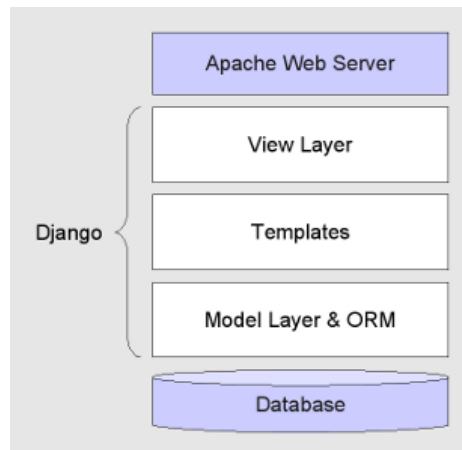 Apache Web Server
View Layer
Django
Templates
Model Layer & ORM
Database